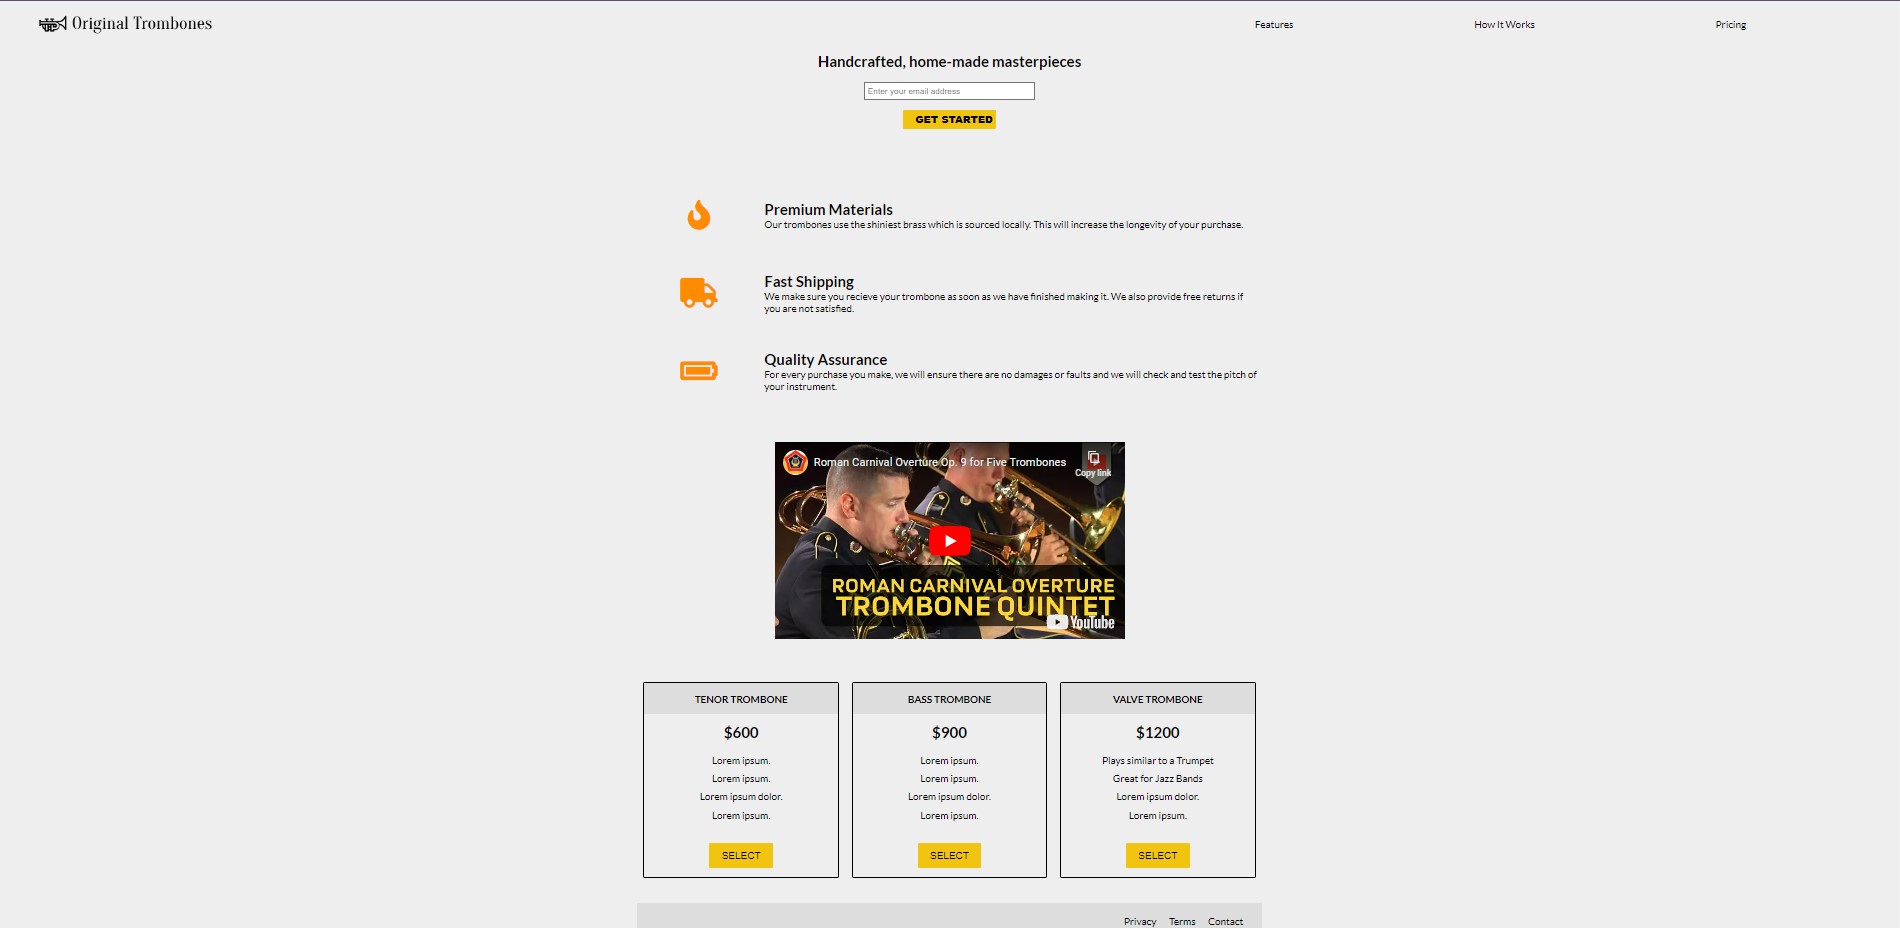 Original Trombones
Features
How It Works
Pricing
Handcrafted, home-made masterpieces
Enter your email address
GET STARTED
Premium Materials
Our trombones use the shiniest brass which is sourced locally. This will increase the longevity of your purchase.
Fast Shipping
We make sure you recieve your trombone as soon as we have finished making it. We also provide free returns if
you are not satisfied.
Quality Assurance
For every purchase you make, we will ensure there are no damages or faults and we will check and test the pitch of
your instrument.
Roman Carnival Overture Op. 9 for Five Trombones
Copy link
ROMAN CARNIVAL OVERTURE
TROMBONE QUINTET
YouTube
TENOR TROMBONE
$600
Lorem ipsum.
Lorem ipsum.
Lorem ipsum dolor.
Lorem ipsum.
SELECT
BASS TROMBONE
$900
Lorem ipsum.
Lorem ipsum.
Lorem ipsum dolor.
Lorem ipsum.
SELECT
VALVE TROMBONE
$1200
Plays similar to a Trumpet
Great for Jazz Bands
Lorem ipsum dolor.
Lorem ipsum.
SELECT
Privacy
Terms
Contact